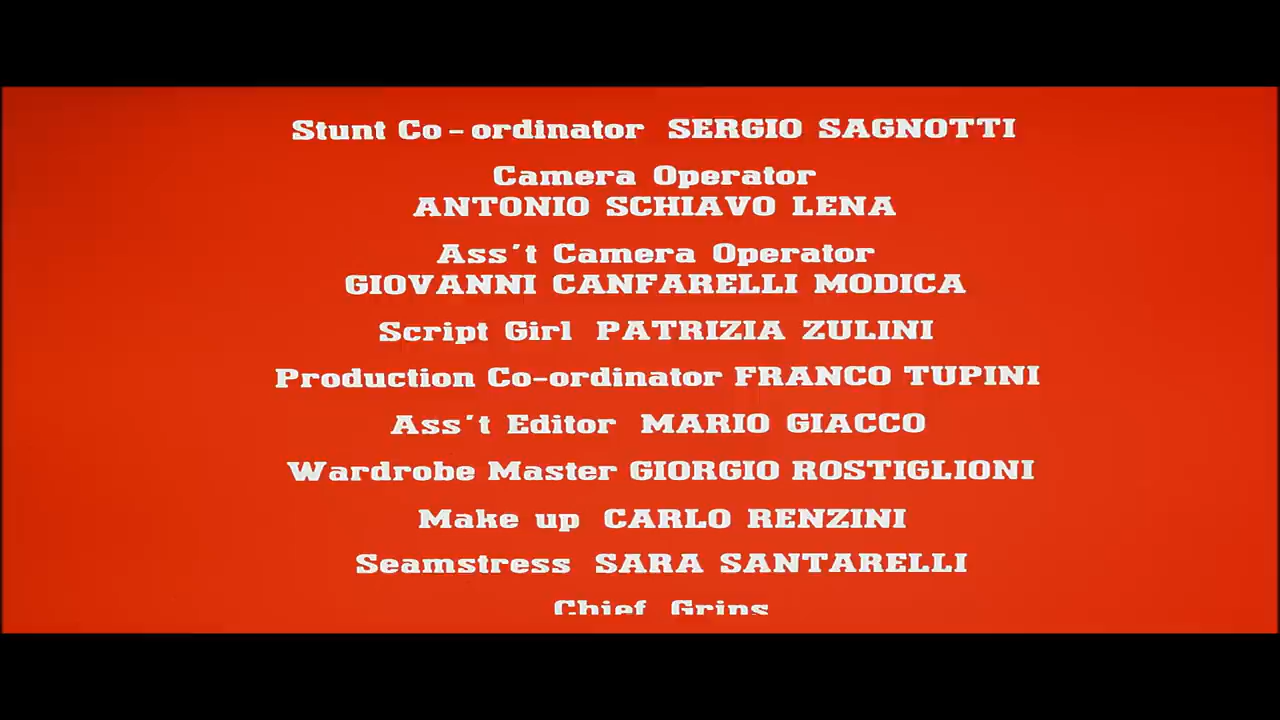 Stunt Co-ordinator SERGIO SAGNOTTI
Camera Operator
ANTONIO SCHIAVO LENA
Ass't Camera Operator
GIOVANNI CANFARELLI MODICA
Script Girl PATRIZIA ZULINI
Production Co-ordinator FRANCO TUPINI
Ass't Editor MARIO GIACCO
Wardrobe Master GIORGIO ROSTIGLIONI
Make up CARLO RENZINI
Seamstress SARA SANTARELLI
Chief Grips